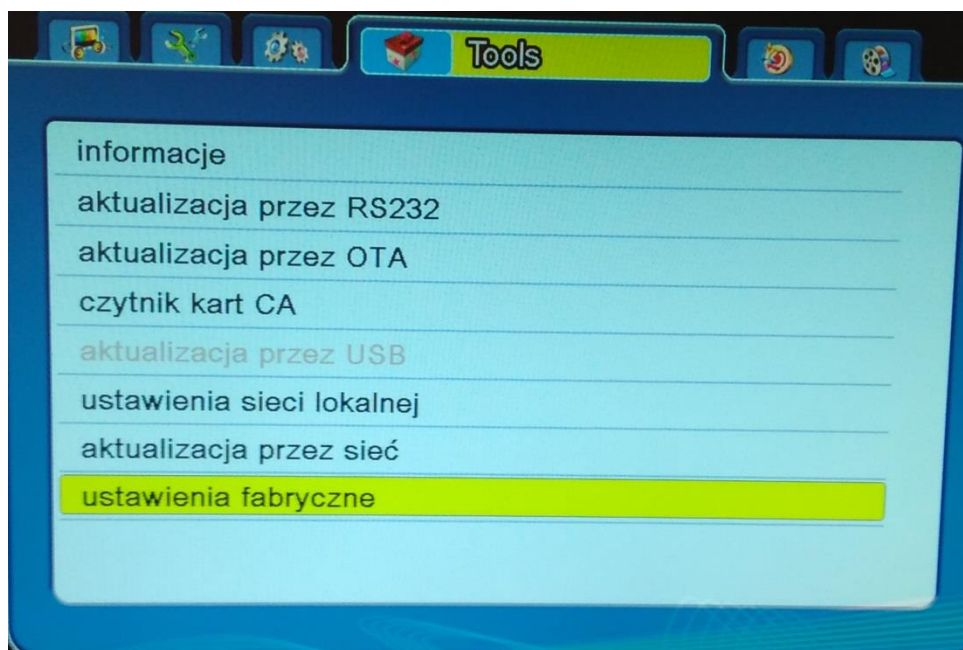 Tools
informacje
aktualizacja przez RS232
aktualizacja przez OTA
czytnik kart CA
aktualizacja przez USB
ustawienia sieci lokalnej
aktualizacja przez sieć
ustawienia fabryczne